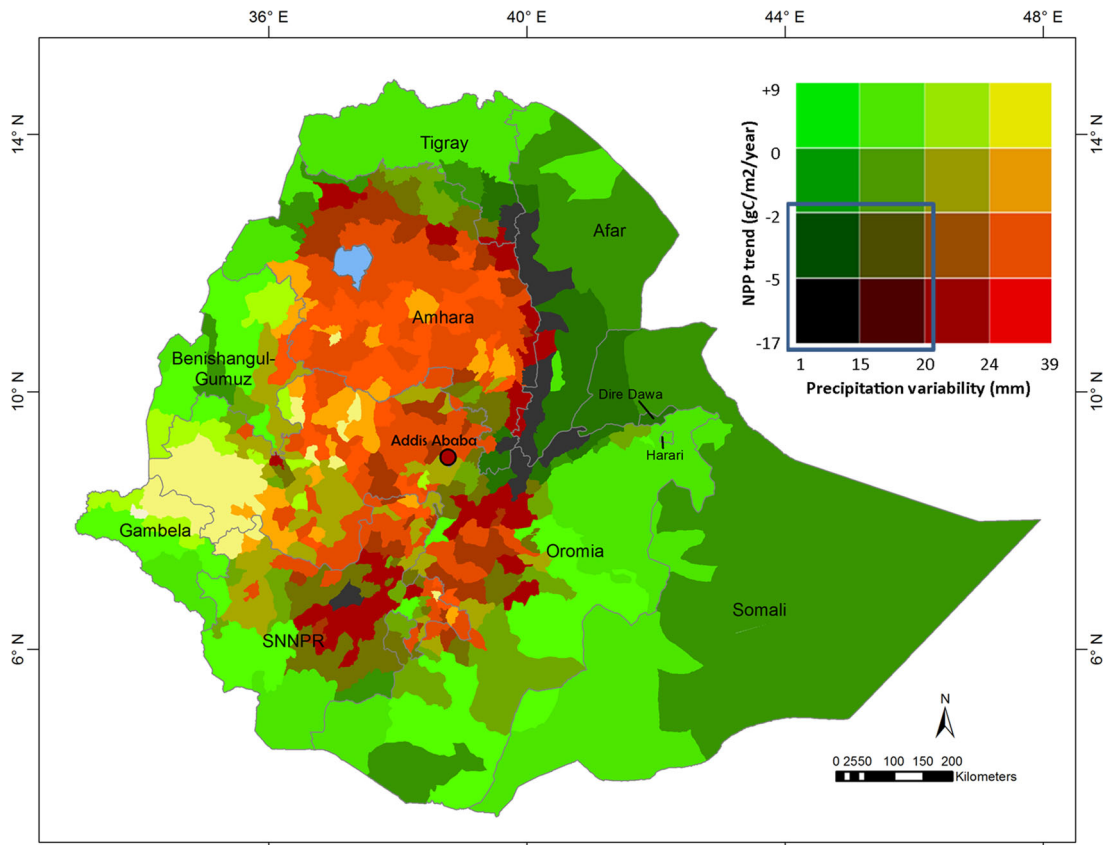 36° E
40° E
44° E
48° E
14° N
10° N
6° N
14° N
10° N
6° N
Tigray
Afar
Amhara
Benishangul-
Gumuz
Dire Dawa
Addis Ababa
Harari
Gambela
Oromia
Somali
SNNPR
NPP trend (gC/m2/year)
+9
0
-2
-5
-17
1
15
20
24
39
Precipitation variability (mm)
N
0 2550 100 150 200
Kilometers